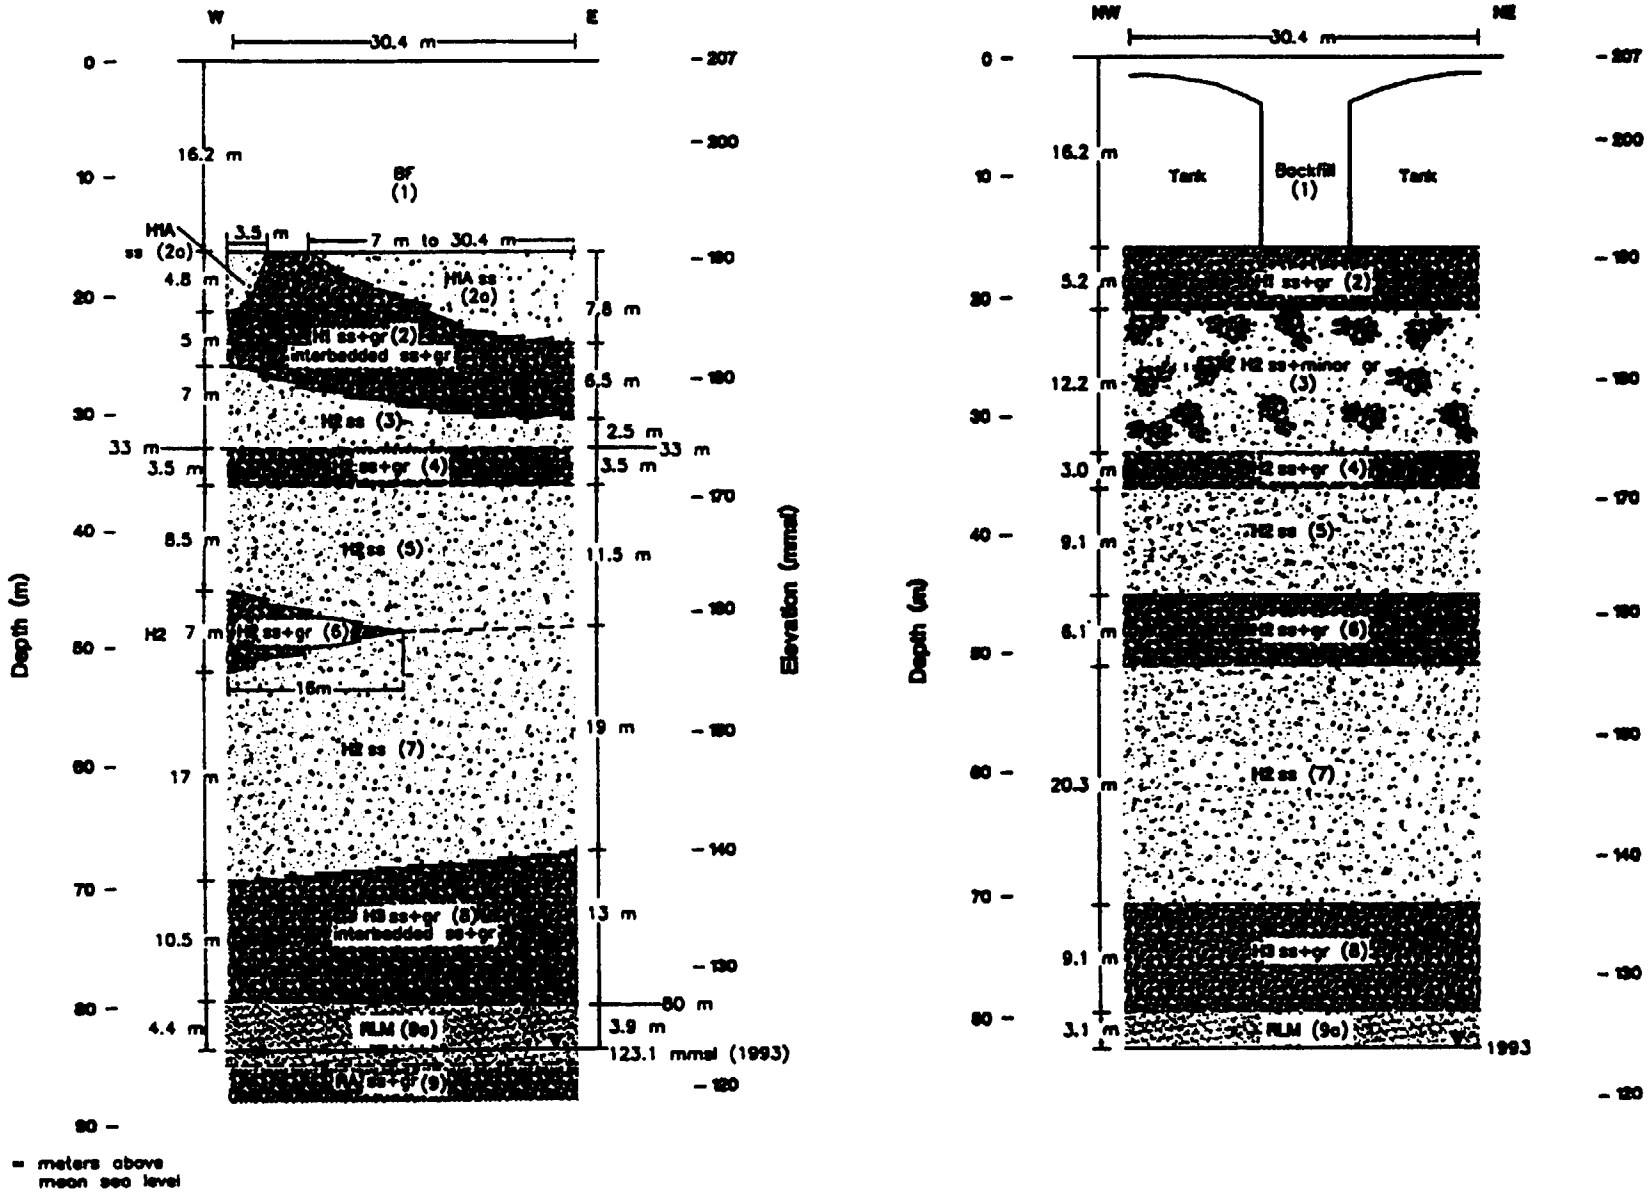 W E
30.4 m
0
10
20
30
40
50
60
70
80
90
Depth (m)
16.2 m
BF
(1)
H1A
ss (2a)
3.5 m
7 m to 30.4 m
4.8 m
H1A ss
(2a)
7.8 m
5 m
H1 ss+gr (2)
interbedded ss+gr
6.5 m
7 m
H2 ss (3)
2.5 m
33 m
33 m
3.5 m
ss+gr (4)
3.5 m
8.5 m
H2 ss (5)
11.5 m
H2 7 m
H2 ss+gr (6)
16m
19 m
H2 ss (7)
17 m
H3 ss+gr (8)
interbedded ss+gr
13 m
10.5 m
80 m
4.4 m
RLM (9a)
3.9 m
123.1 mmsl (1993)
ss+gr (9)
207
200
190
180
170
160
150
140
130
120
Elevation (mmsl)
= meters above
mean sea level
NW NE
30.4 m
0
10
20
30
40
50
60
70
80
Depth (m)
16.2 m
Tank
Backfill
(1)
Tank
5.2 m
H1 ss+gr (2)
12.2 m
H2 ss+minor gr
(3)
3.0 m
H2 ss+gr (4)
9.1 m
H2 ss (5)
6.1 m
H2 ss+gr (6)
20.3 m
H2 ss (7)
9.1 m
H3 ss+gr (8)
3.1 m
RLM (9a)
1993
207
200
190
180
170
160
150
140
130
120